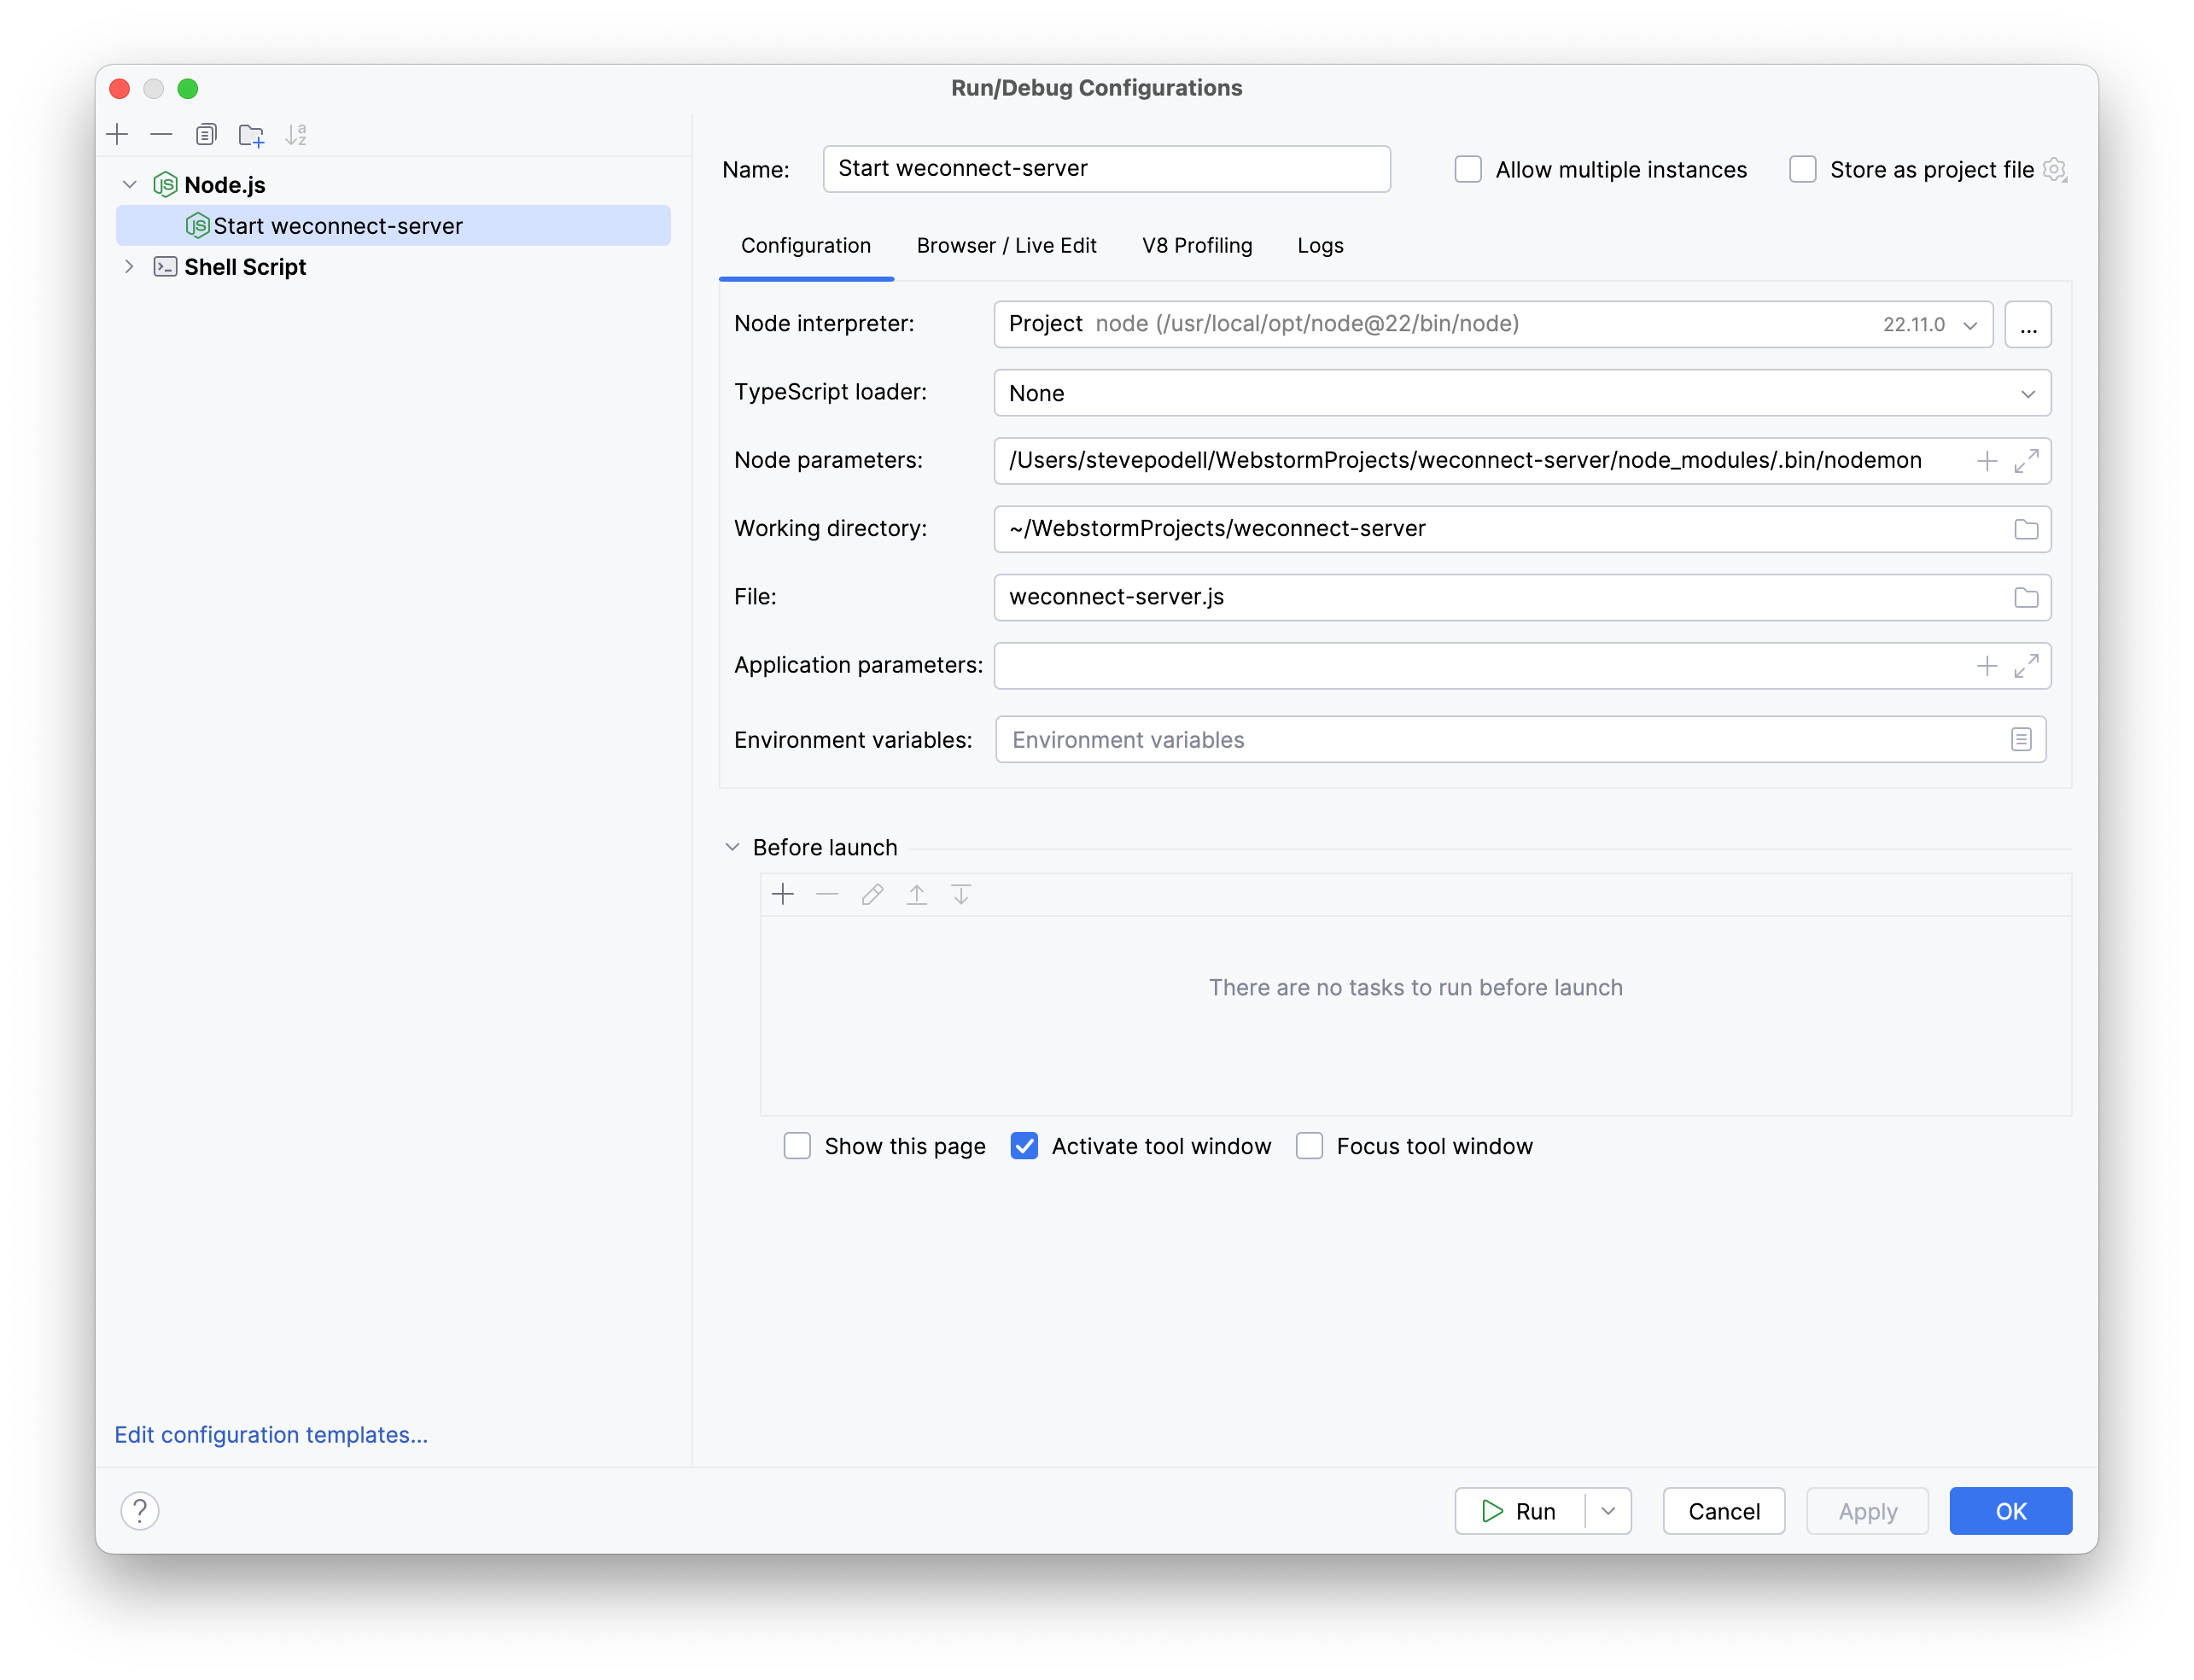 Run/Debug Configurations
Node.js
Start weconnect-server
Shell Script
Edit configuration templates...
Name:
Start weconnect-server
Allow multiple instances
Store as project file
Configuration
Browser / Live Edit
V8 Profiling
Logs
Node interpreter:
Project node (/usr/local/opt/node@22/bin/node) 22.11.0
...
TypeScript loader:
None
Node parameters:
/Users/stevepodell/WebstormProjects/weconnect-server/node_modules/.bin/nodemon
Working directory:
~/WebstormProjects/weconnect-server
File:
weconnect-server.js
Application parameters:
Environment variables:
Environment variables
Before launch
There are no tasks to run before launch
Show this page
Activate tool window
Focus tool window
?
Run
Cancel
Apply
OK